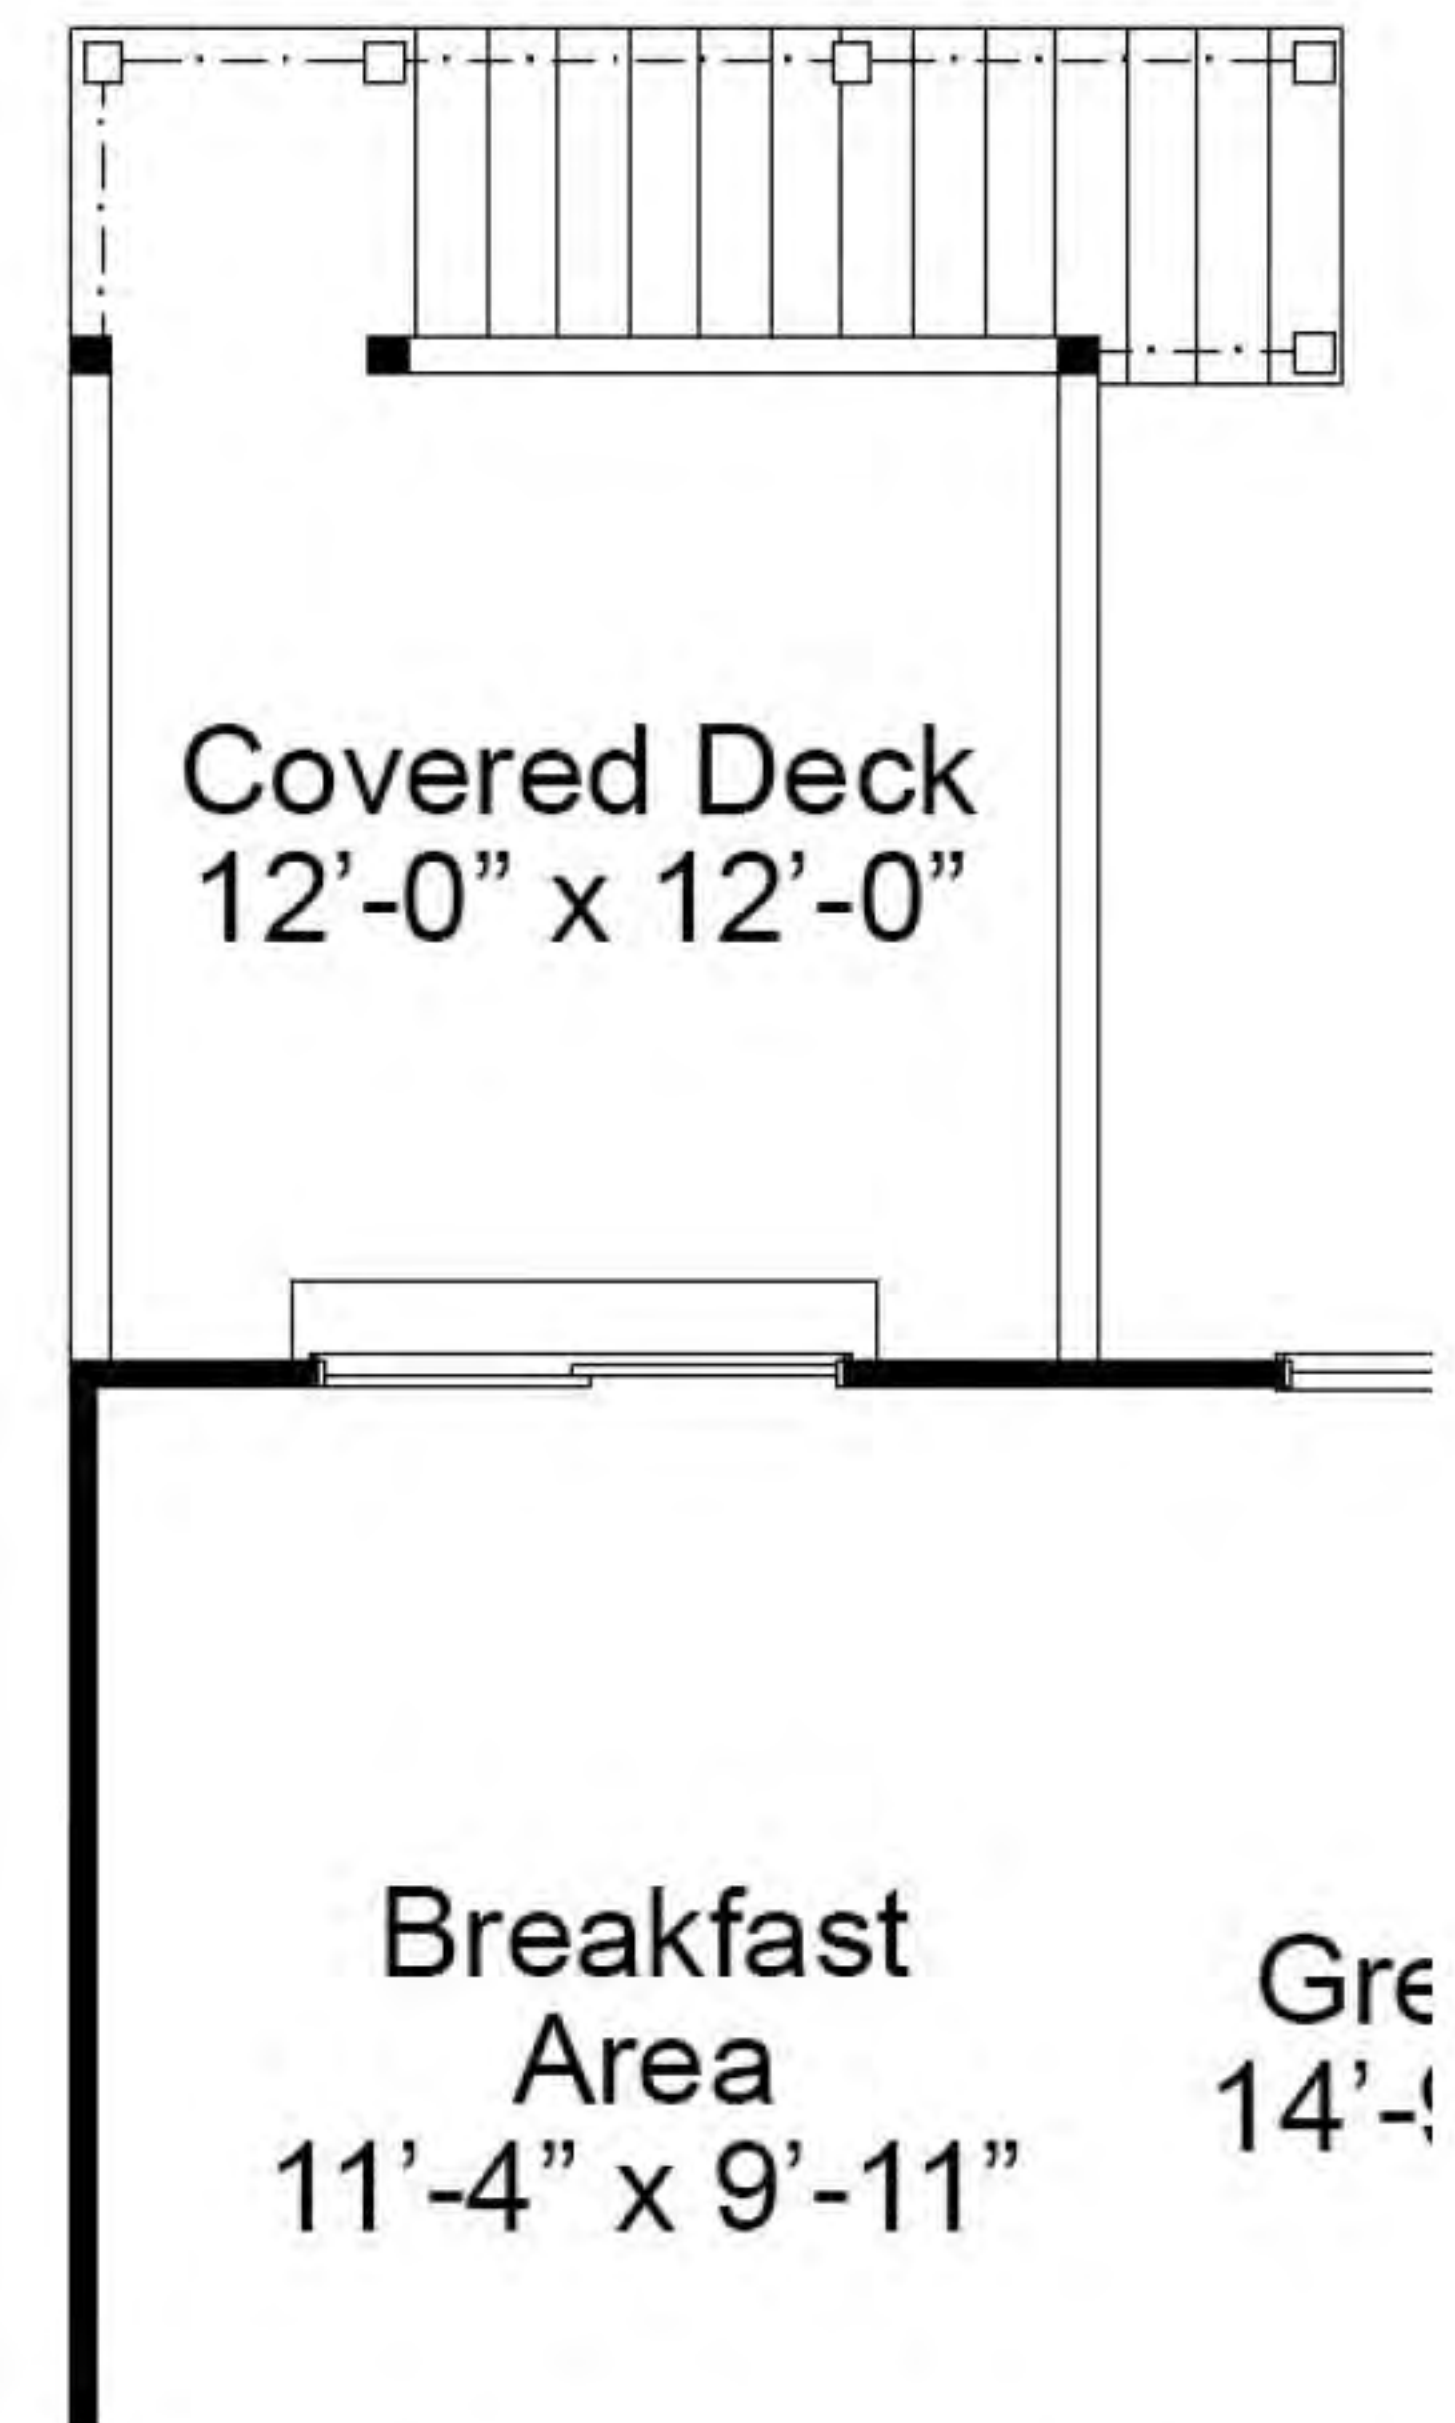 Covered Deck
12’-0” x 12’-0”
Breakfast
Area
11’-4” x 9’-11”
Gre
14’-